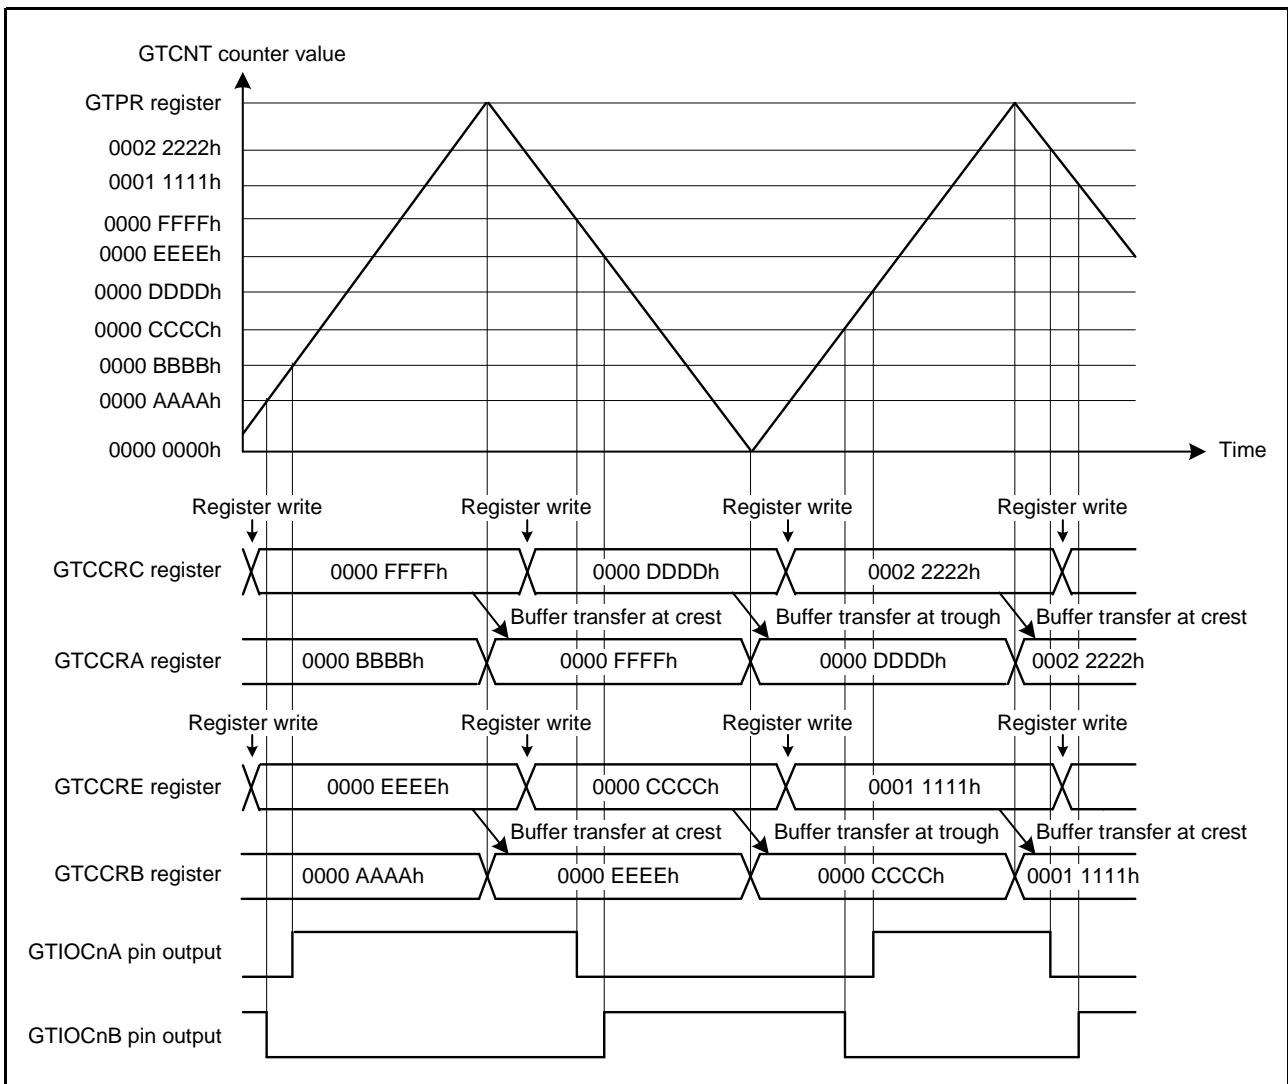 GTCNT counter value
GTPR register
0002 2222h
0001 1111h
0000 FFFFh
0000 EEEEh
0000 DDDDh
0000 CCCCh
0000 BBBBh
0000 AAAAh
0000 0000h
Time
Register write Register write Register write Register write
GTCCRC register 0000 FFFFh 0000 DDDDh 0002 2222h
Buffer transfer at crest Buffer transfer at trough Buffer transfer at crest
GTCCRA register 0000 BBBBh 0000 FFFFh 0000 DDDDh 0002 2222h
Register write Register write Register write Register write
GTCCRE register 0000 EEEEh 0000 CCCCh 0001 1111h
Buffer transfer at crest Buffer transfer at trough Buffer transfer at crest
GTCCRB register 0000 AAAAh 0000 EEEEh 0000 CCCCh 0001 1111h
GTIOCnA pin output
GTIOCnB pin output